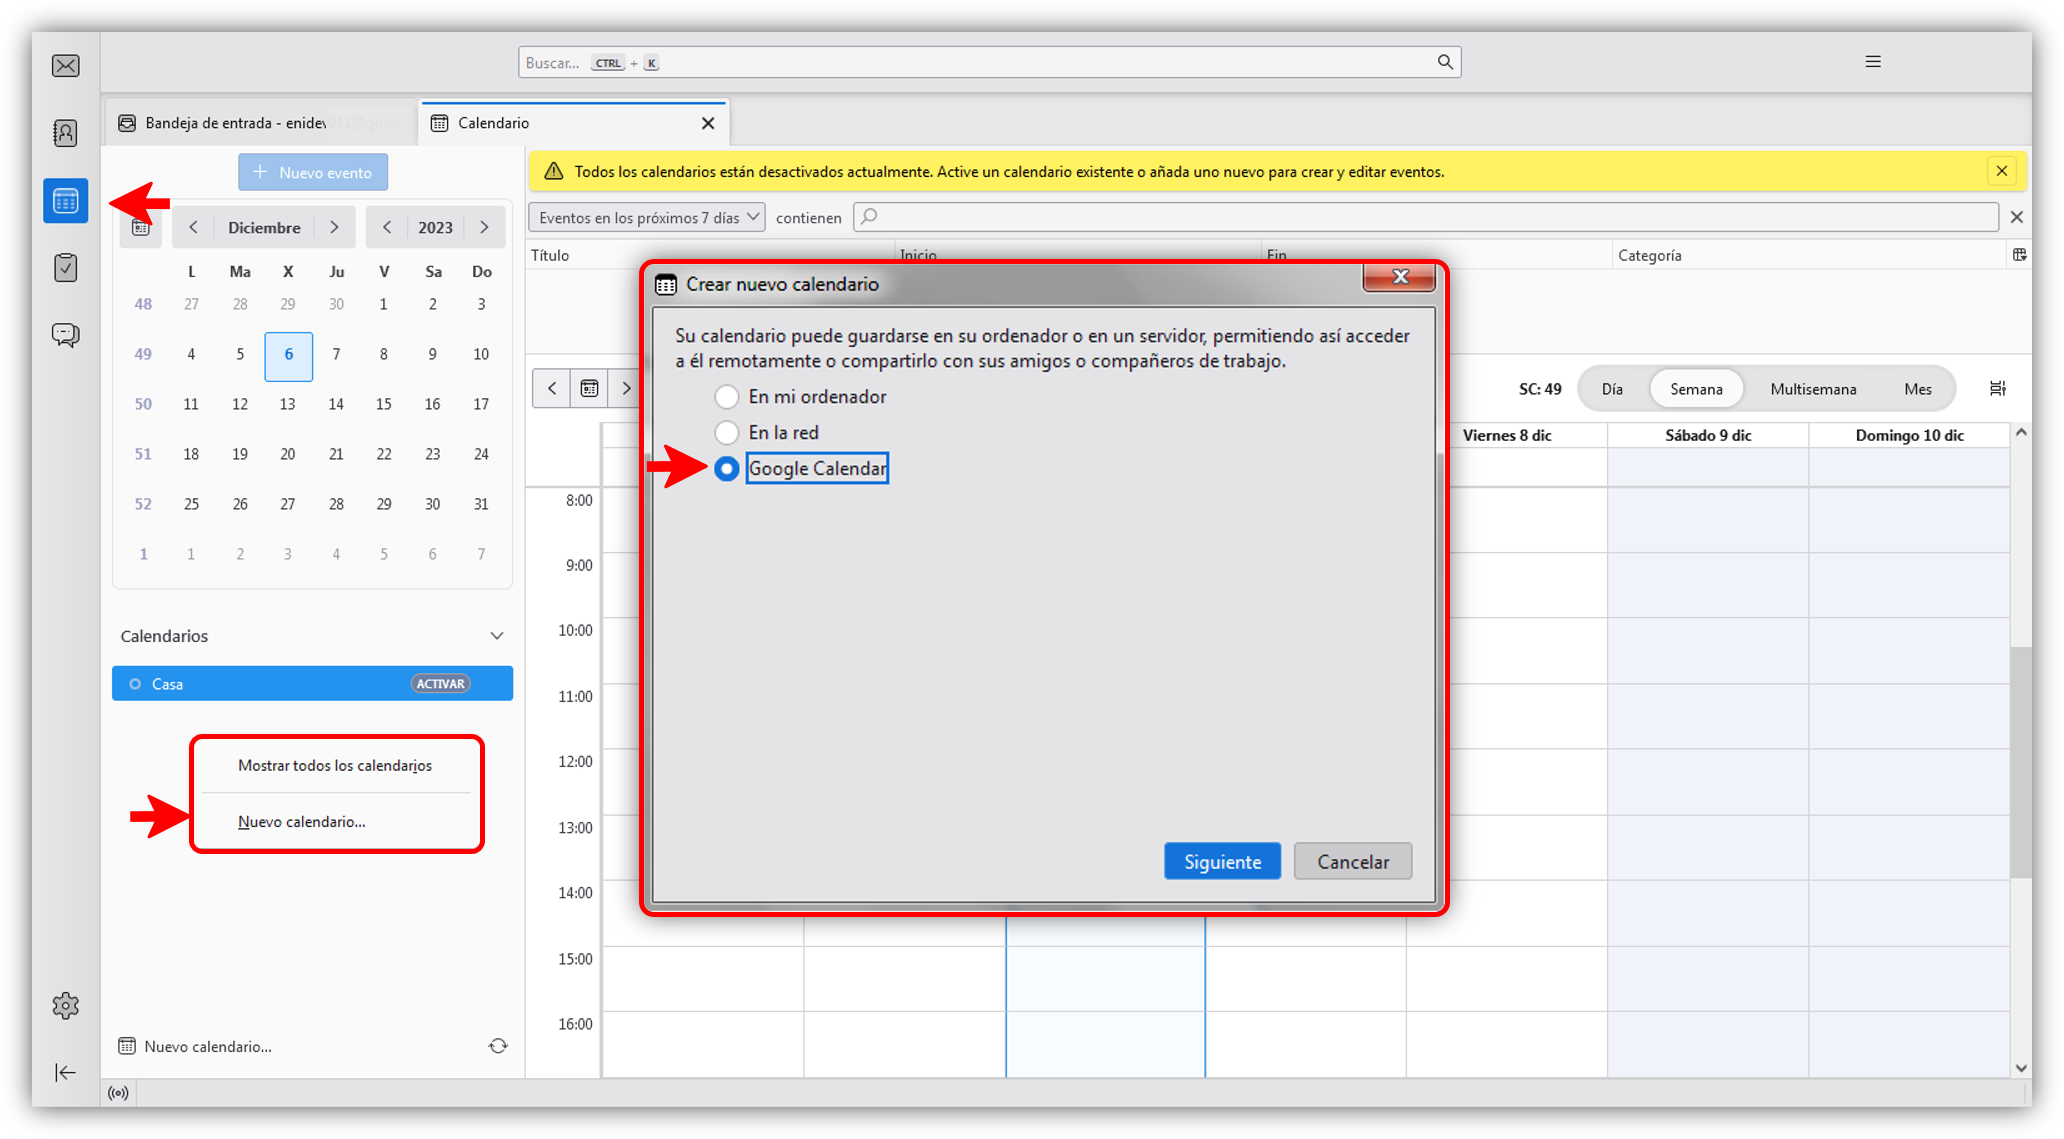 Buscar... CTRL + K
Bandeja de entrada - enidev
Calendario
+ Nuevo evento
Todos los calendarios están desactivados actualmente. Active un calendario existente o añada uno nuevo para crear y editar eventos.
Eventos en los próximos 7 días contienen
Título Inicio Fin Categoría
Diciembre 2023
L Ma X Ju V Sa Do
48 27 28 29 30 1 2 3
49 4 5 6 7 8 9 10
50 11 12 13 14 15 16 17
51 18 19 20 21 22 23 24
52 25 26 27 28 29 30 31
1 1 2 3 4 5 6 7
Calendarios
Casa ACTIVAR
Mostrar todos los calendarios
Nuevo calendario...
Nuevo calendario...
Crear nuevo calendario
Su calendario puede guardarse en su ordenador o en un servidor, permitiendo así acceder
a él remotamente o compartirlo con sus amigos o compañeros de trabajo.
En mi ordenador
En la red
Google Calendar
Siguiente Cancelar
SC: 49 Día Semana Multisemana Mes
Viernes 8 dic Sábado 9 dic Domingo 10 dic
8:00
9:00
10:00
11:00
12:00
13:00
14:00
15:00
16:00